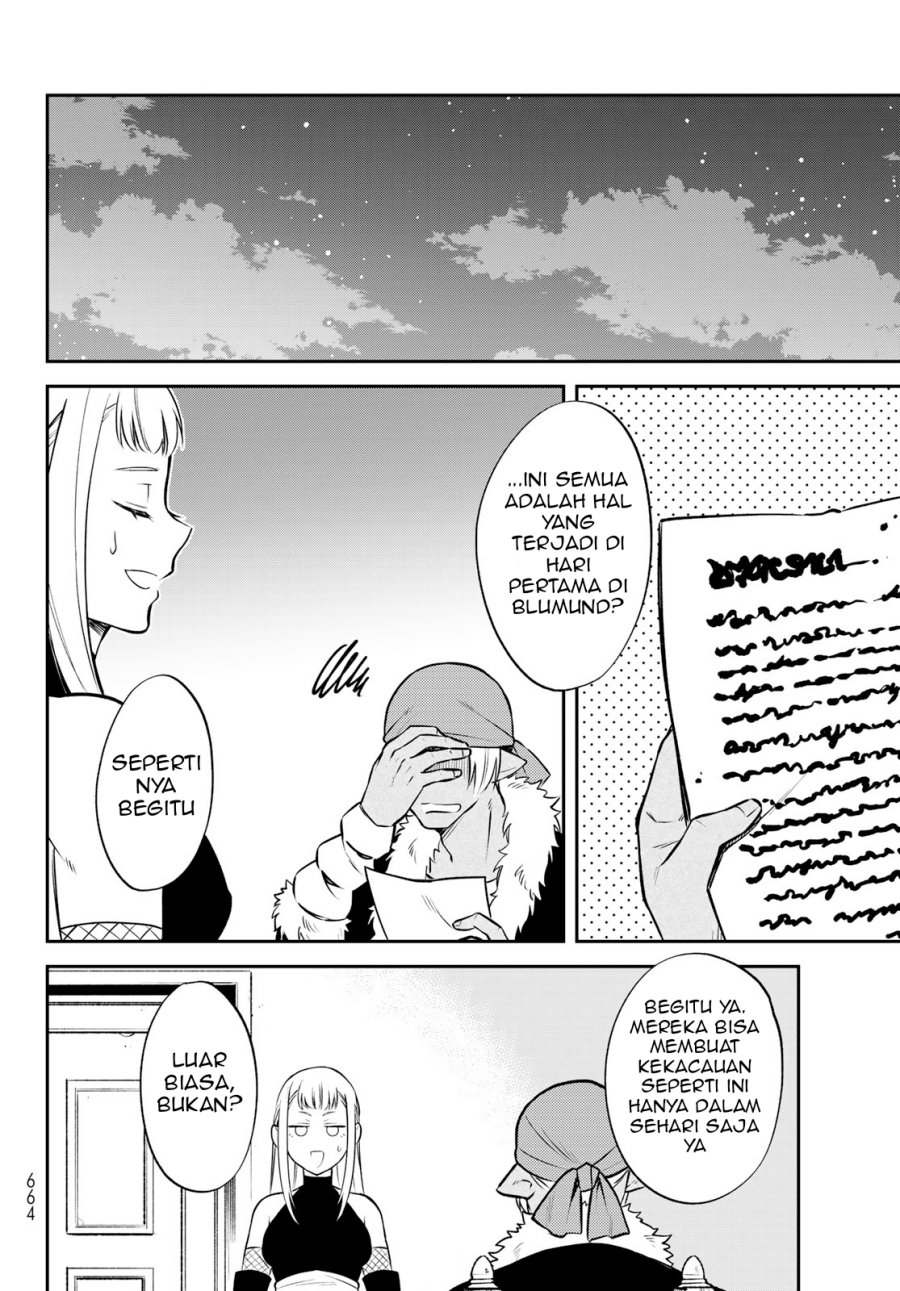 ...INI SEMUA
ADALAH HAL
YANG
TERJADI DI
HARI
PERTAMA DI
BLUMUND?
SEPERTI
NYA
BEGITU
BEGITU YA.
MEREKA BISA
MEMBUAT
KEKACAUAN
SEPERTI INI
HANYA DALAM
SEHARI SAJA
YA
LUAR
BIASA,
BUKAN?
664